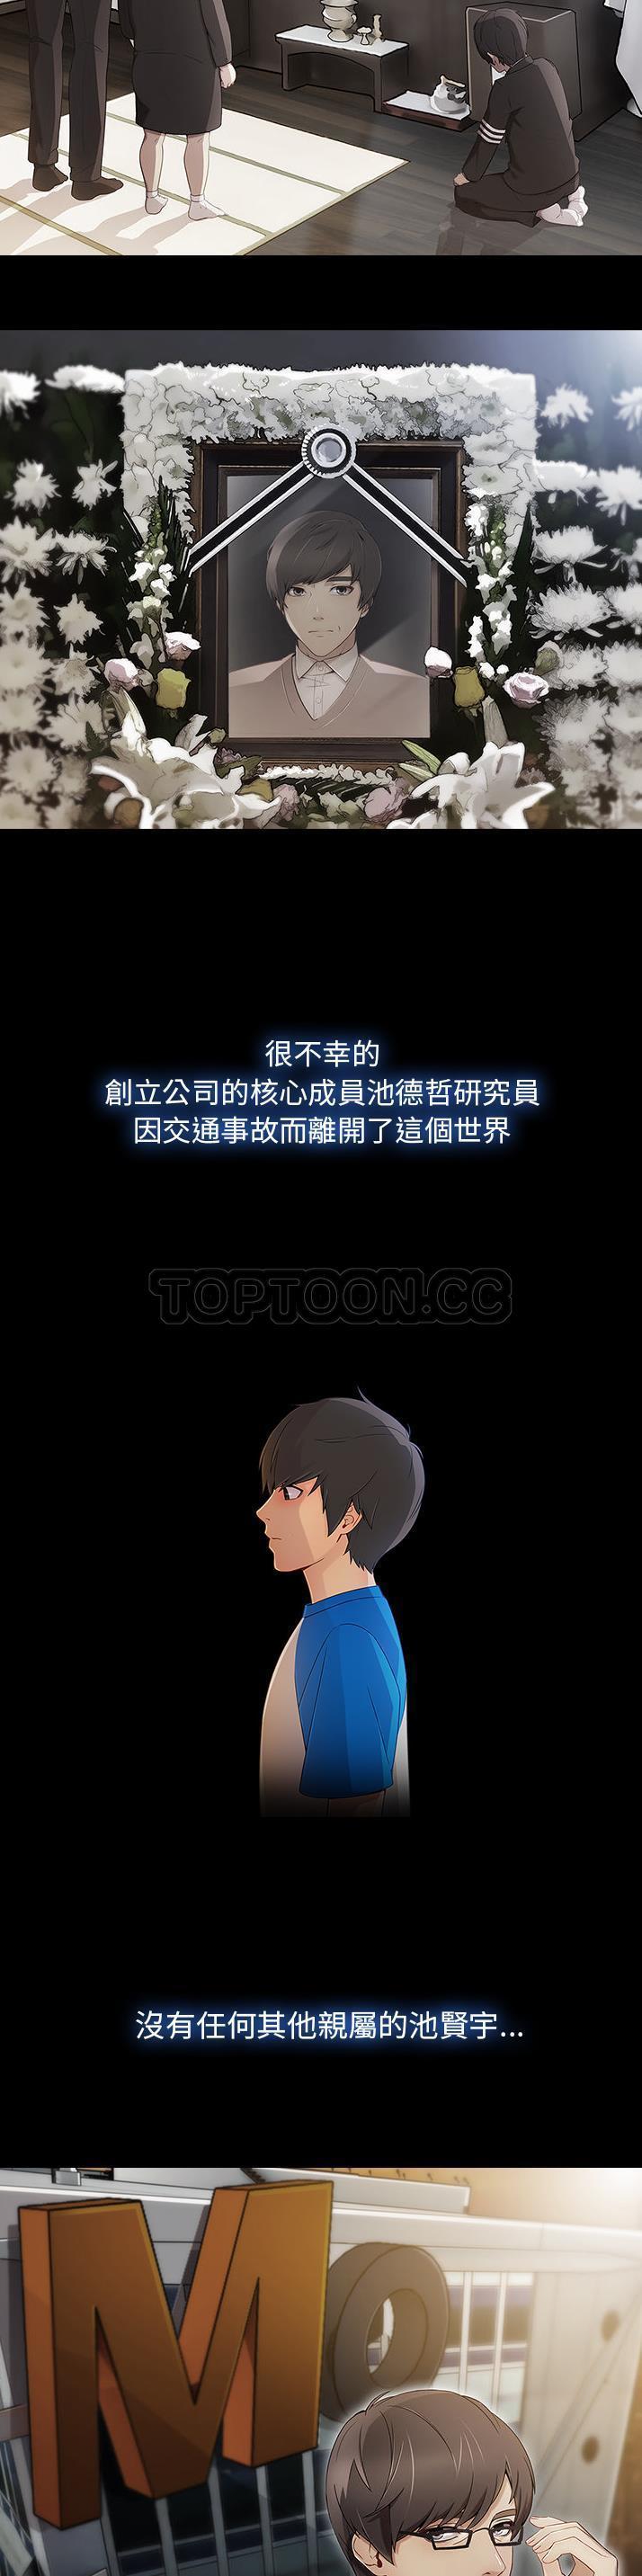 很不幸的
創立公司的核心成員池德哲研究員
因交通事故而離開了這個世界
TOPTOON.CC
沒有任何其他親屬的池賢宇...
M